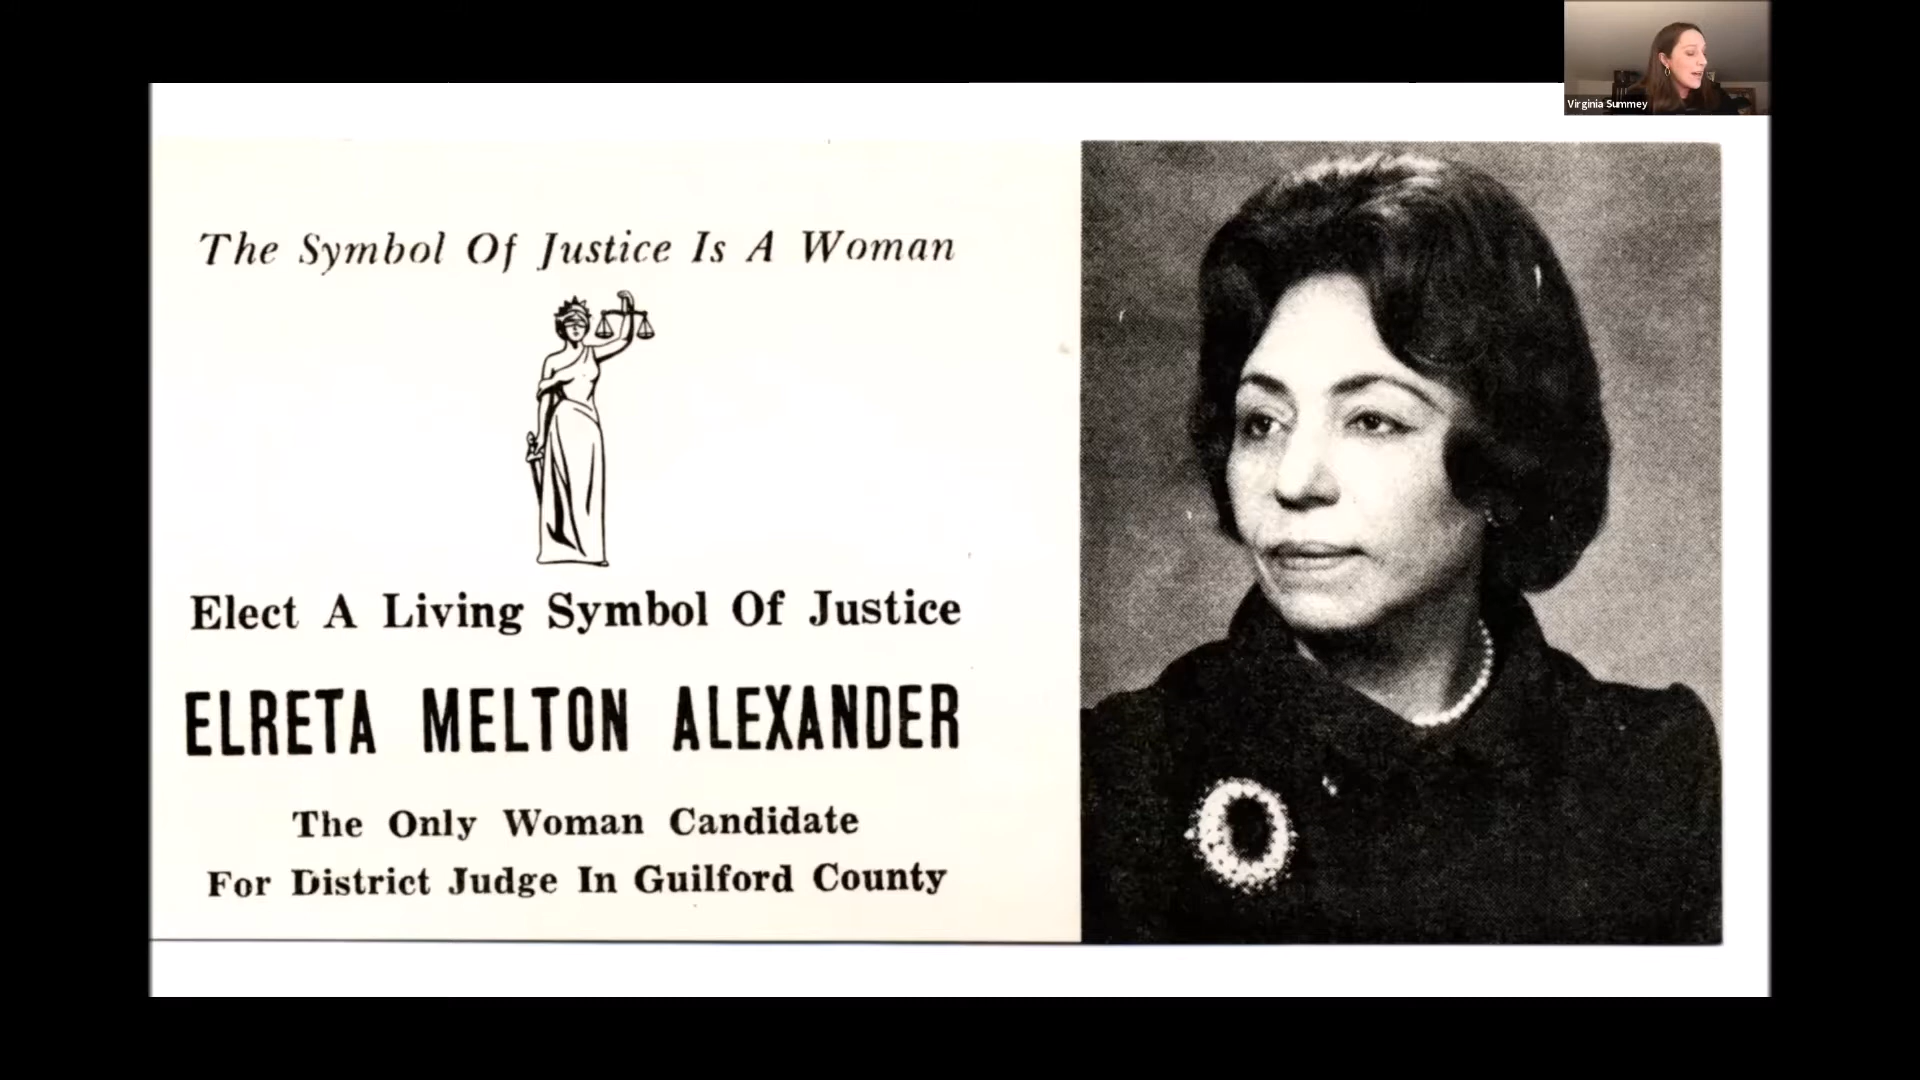 Virginia Summey
The Symbol Of Justice Is A Woman
Elect A Living Symbol Of Justice
ELRETA MELTON ALEXANDER
The Only Woman Candidate
For District Judge In Guilford County